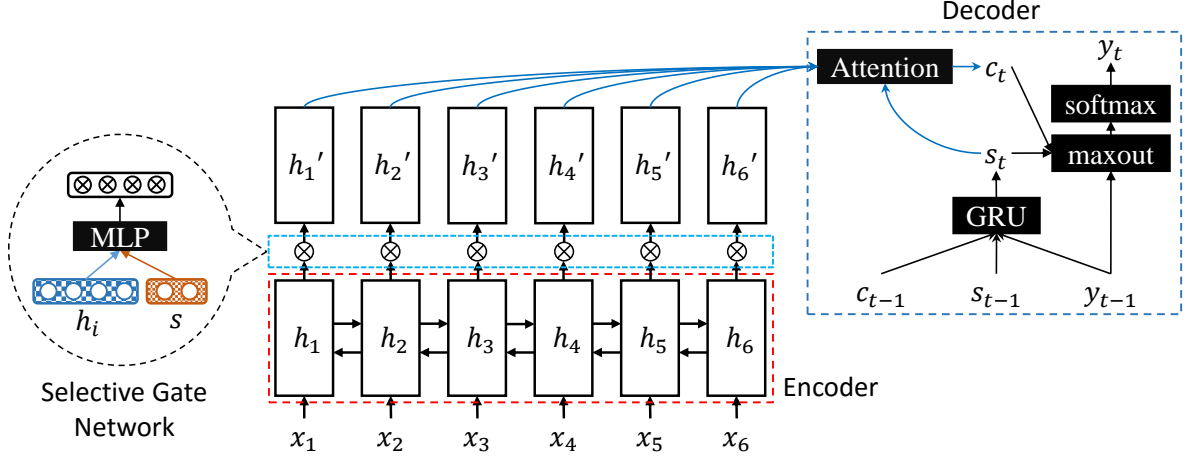 Decoder
Attention
c_t
y_t
softmax
s_t
maxout
GRU
c_{t−1} s_{t−1} y_{t−1}
h_1′ h_2′ h_3′ h_4′ h_5′ h_6′
MLP
h_i s
Selective Gate
Network
h_1 h_2 h_3 h_4 h_5 h_6
Encoder
x_1 x_2 x_3 x_4 x_5 x_6